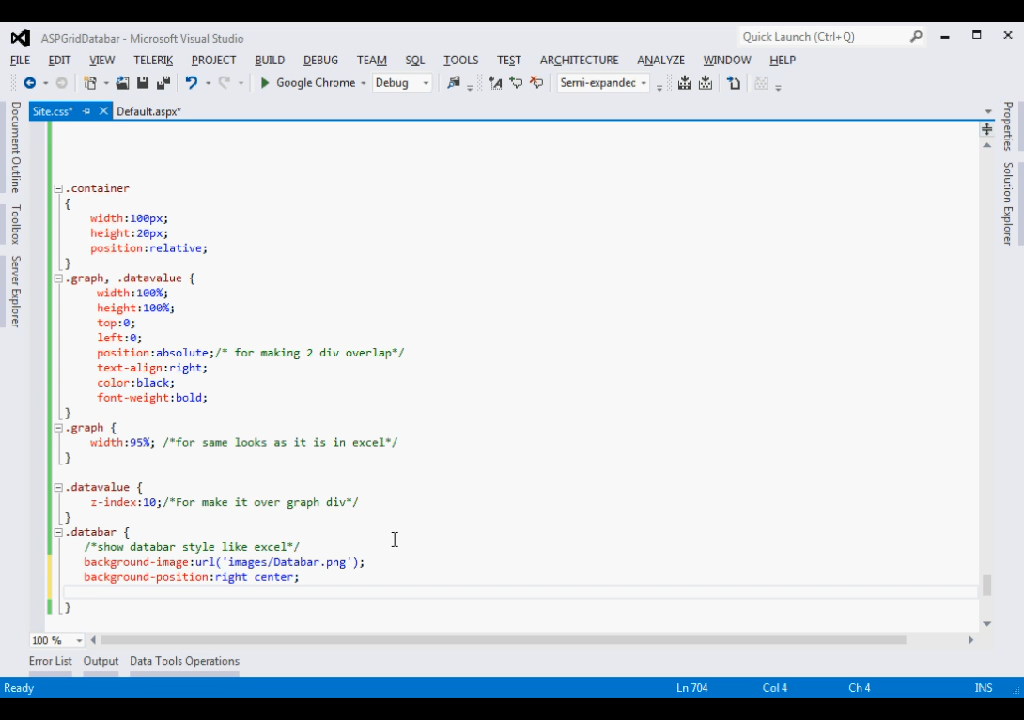 ASPGridDatabar - Microsoft Visual Studio
Quick Launch (Ctrl+Q)
FILE EDIT VIEW TELERIK PROJECT BUILD DEBUG TEAM SQL TOOLS TEST ARCHITECTURE ANALYZE WINDOW HELP
Google Chrome Debug Semi-expanded
Site.css* Default.aspx*
Document Outline
Toolbox
Server Explorer
Properties
Solution Explorer
.container
{
width:100px;
height:20px;
position:relative;
}
.graph, .datavalue {
width:100%;
height:100%;
top:0;
left:0;
position:absolute;/* for making 2 div overlap*/
text-align:right;
color:black;
font-weight:bold;
}
.graph {
width:95%; /*for same looks as it is in excel*/
}
.datavalue {
z-index:10;/*For make it over graph div*/
}
.databar {
/*show databar style like excel*/
background-image:url('images/Databar.png');
background-position:right center;
}
100 %
Error List Output Data Tools Operations
Ready Ln 704 Col 4 Ch 4 INS